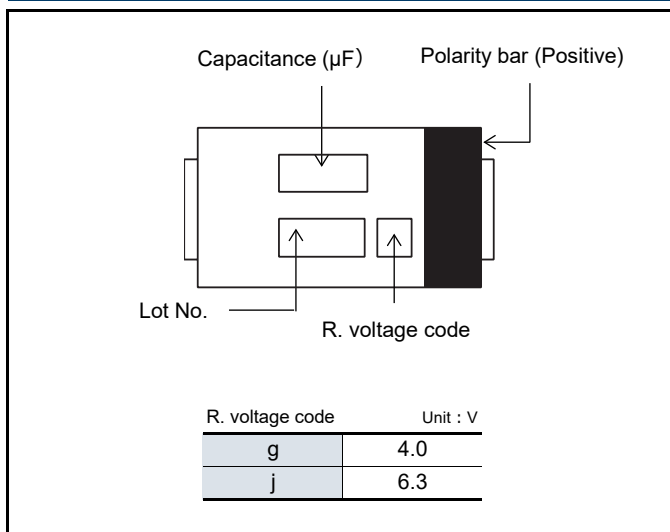 Capacitance (µF) Polarity bar (Positive)
Lot No.
R. voltage code
R. voltage code Unit : V
g 4.0
j 6.3